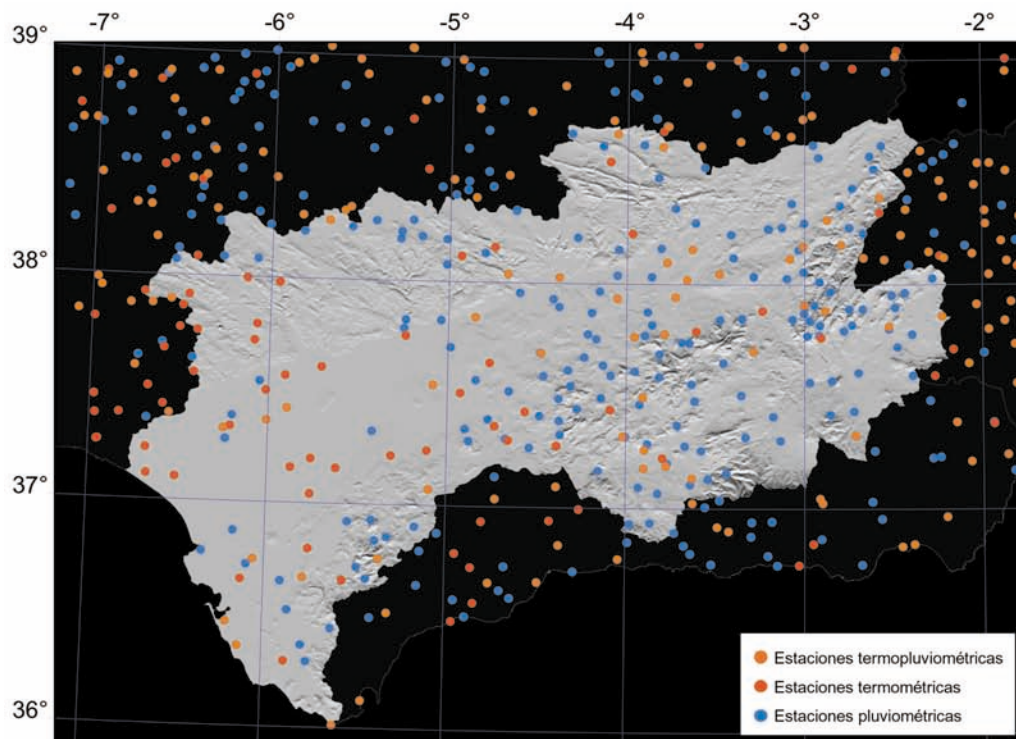 -7° -6° -5° -4° -3° -2°
39°
38°
37°
36°
Estaciones termopluviométricas
Estaciones termométricas
Estaciones pluviométricas